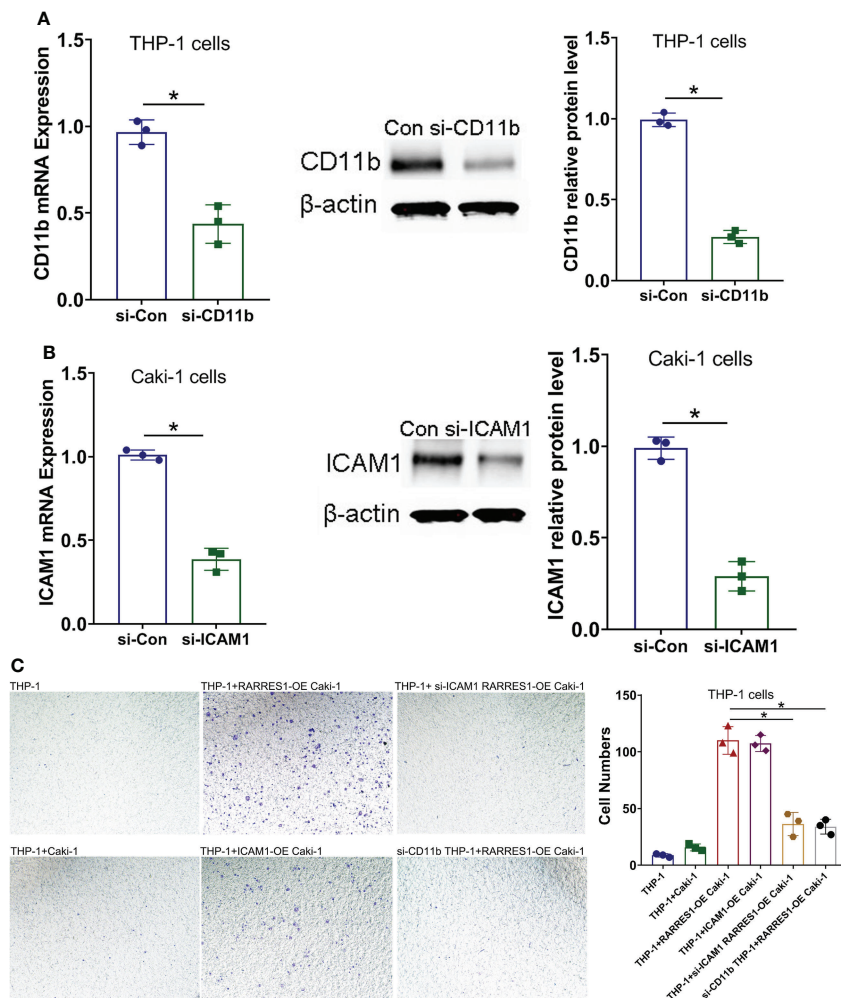 A
THP-1 cells
CD11b mRNA Expression
1.5
1.0
0.5
0.0
*
si-Con si-CD11b
Con si-CD11b
CD11b
β-actin
THP-1 cells
CD11b relative protein level
1.5
1.0
0.5
0.0
*
si-Con si-CD11b
B
Caki-1 cells
ICAM1 mRNA Expression
1.5
1.0
0.5
0.0
*
si-Con si-ICAM1
Con si-ICAM1
ICAM1
β-actin
Caki-1 cells
ICAM1 relative protein level
1.5
1.0
0.5
0.0
*
si-Con si-ICAM1
C
THP-1
THP-1+RARRES1-OE Caki-1
THP-1+ si-ICAM1 RARRES1-OE Caki-1
THP-1+Caki-1
THP-1+ICAM1-OE Caki-1
si-CD11b THP-1+RARRES1-OE Caki-1
THP-1 cells
Cell Numbers
150
100
50
0
*
*
THP-1
THP-1+Caki-1
THP-1+RARRES1-OE Caki-1
THP-1+ICAM1-OE Caki-1
THP-1+si-ICAM1 RARRES1-OE Caki-1
si-CD11b THP-1+RARRES1-OE Caki-1